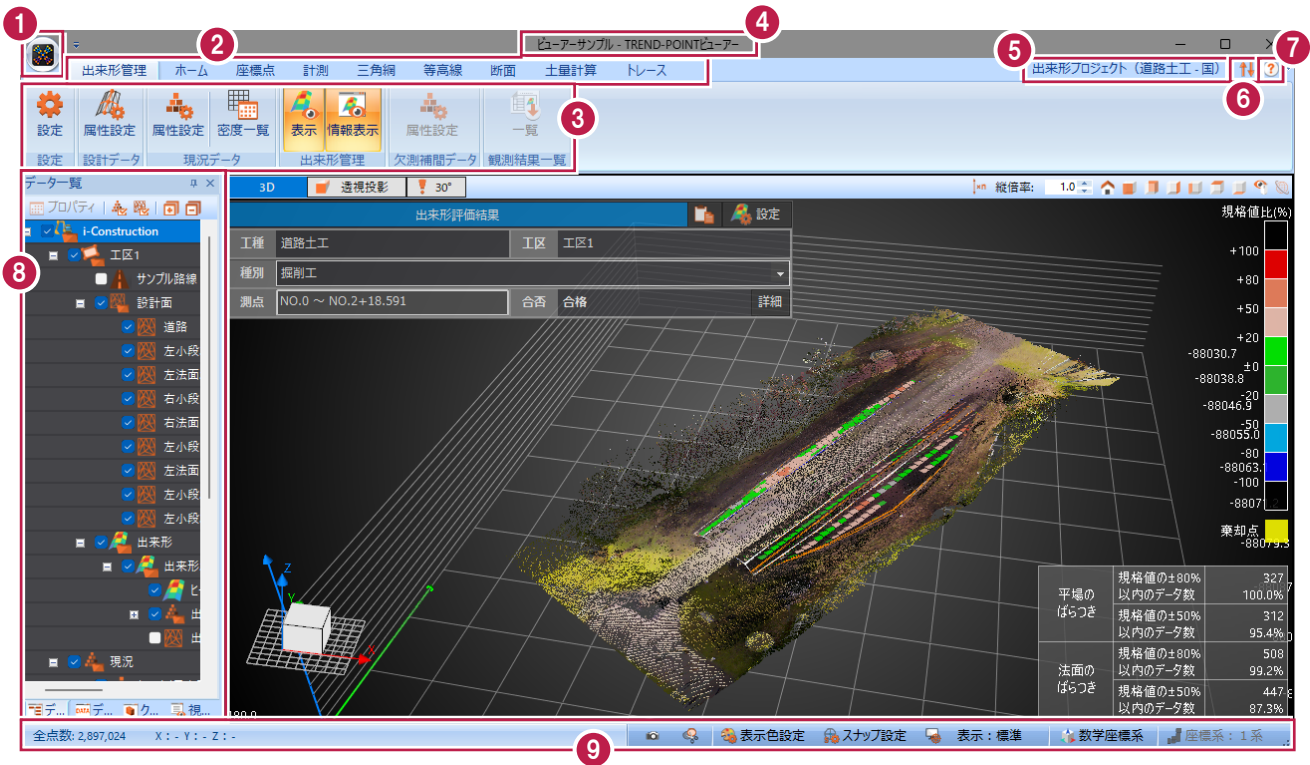 1
2
3
4
5
6
7
8
9
ビューアーサンプル - TREND-POINTビューアー
出来形管理 ホーム 座標点 計測 三角網 等高線 断面 土量計算 トレース
出来形プロジェクト（道路土工 - 国）
設定 属性設定 属性設定 密度一覧 表示 情報表示 属性設定 一覧
設定 設計データ 現況データ 出来形管理 欠測補間データ 観測結果一覧
データ一覧
プロパティ
i-Construction
工区1
サンプル路線
設計面
道路
左小段
左法面
右小段
右法面
左小段
左法面
左小段
左小段
出来形
出来形
ヒ
出
出
現況
デ... DATA デ... ク... 視...
3D 透視投影 30°
縦倍率: 1.0
出来形評価結果 設定
工種 道路土工 工区 工区1
種別 掘削工
測点 NO.0 ～ NO.2+18.591 合否 合格 詳細
規格値比(%)
+100
+80
+50
+20
-88030.7
±0
-88038.8
-20
-88046.9
-50
-88055.0
-80
-88063.
-100
-8807
棄却点
-88079.3
Z
Y
X
平場のばらつき
規格値の±80%以内のデータ数 327 100.0%
規格値の±50%以内のデータ数 312 95.4%
法面のばらつき
規格値の±80%以内のデータ数 508 99.2%
規格値の±50%以内のデータ数 447 87.3%
全点数: 2,897,024 X : - Y : - Z : -
表示色設定 スナップ設定 表示：標準 数学座標系 座標系：1系